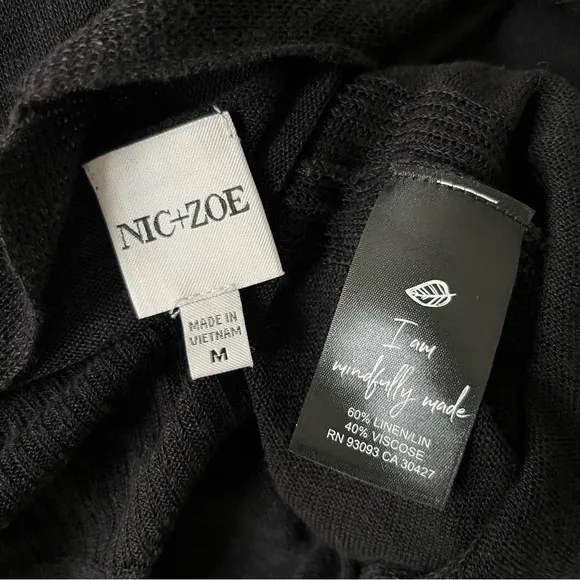 NIC+ZOE
MADE IN
VIETNAM
M
I am
mindfully made
60% LINEN/LIN
40% VISCOSE
RN 93093 CA 30427